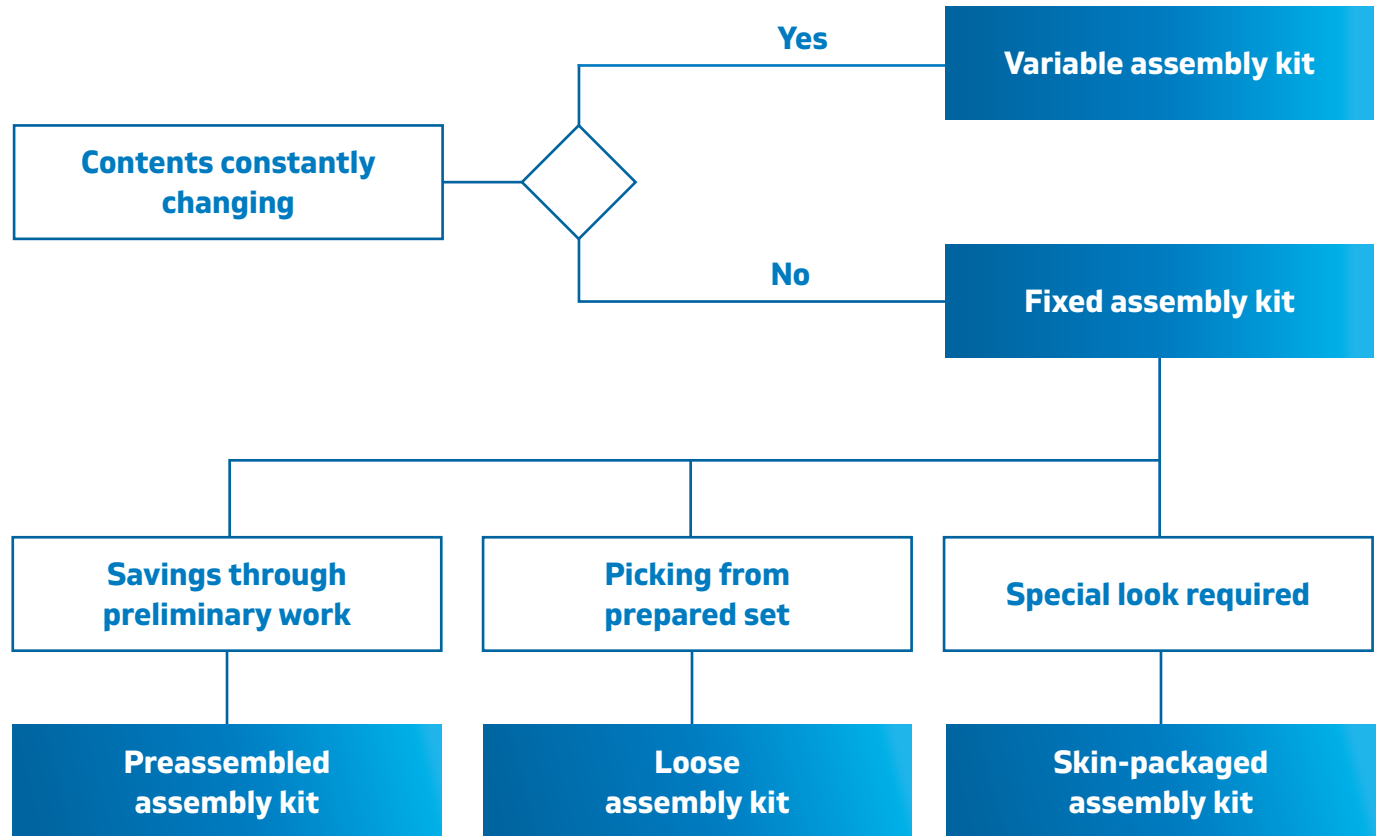 Yes
Variable assembly kit
Contents constantly
changing
No
Fixed assembly kit
Savings through
preliminary work
Picking from
prepared set
Special look required
Preassembled
assembly kit
Loose
assembly kit
Skin-packaged
assembly kit